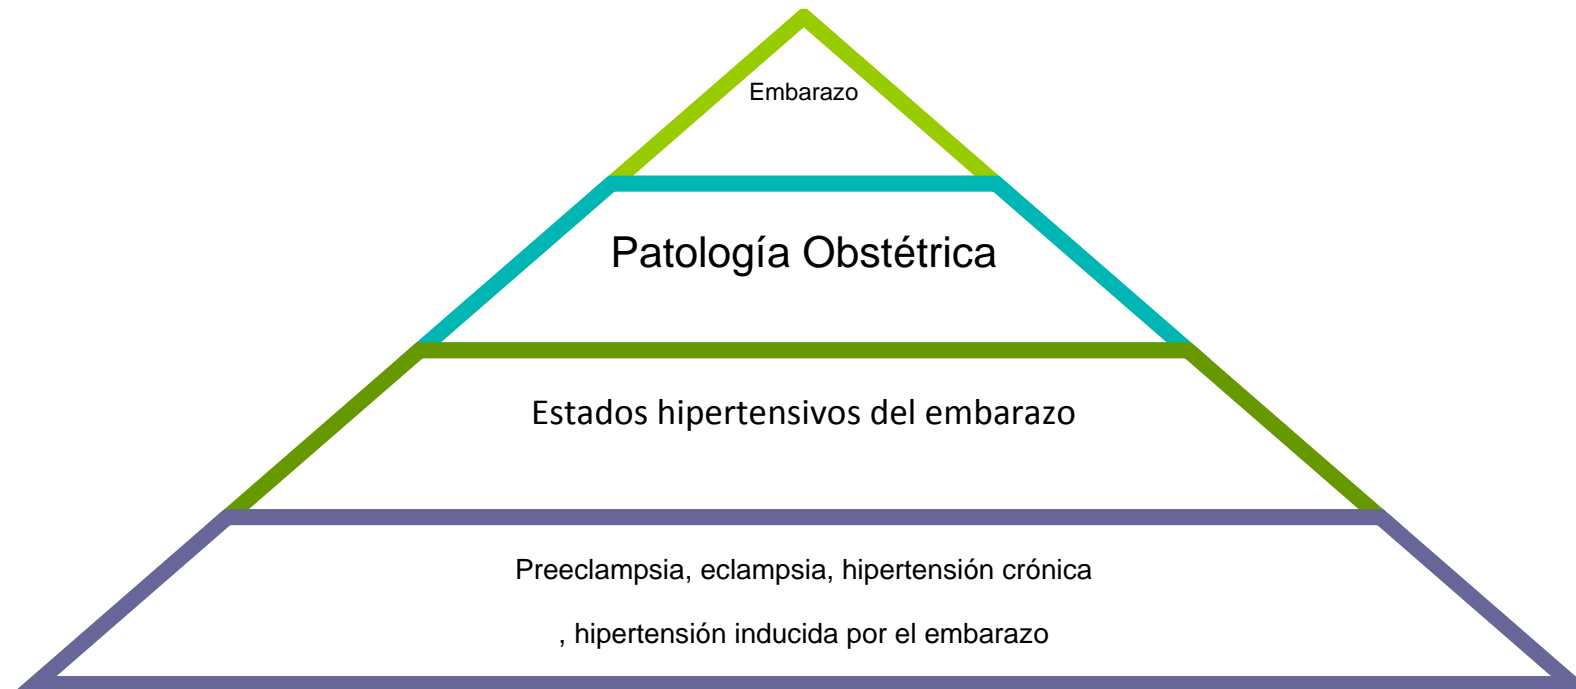 Embarazo
Patología Obstétrica
Estados hipertensivos del embarazo
Preeclampsia, eclampsia, hipertensión crónica
, hipertensión inducida por el embarazo